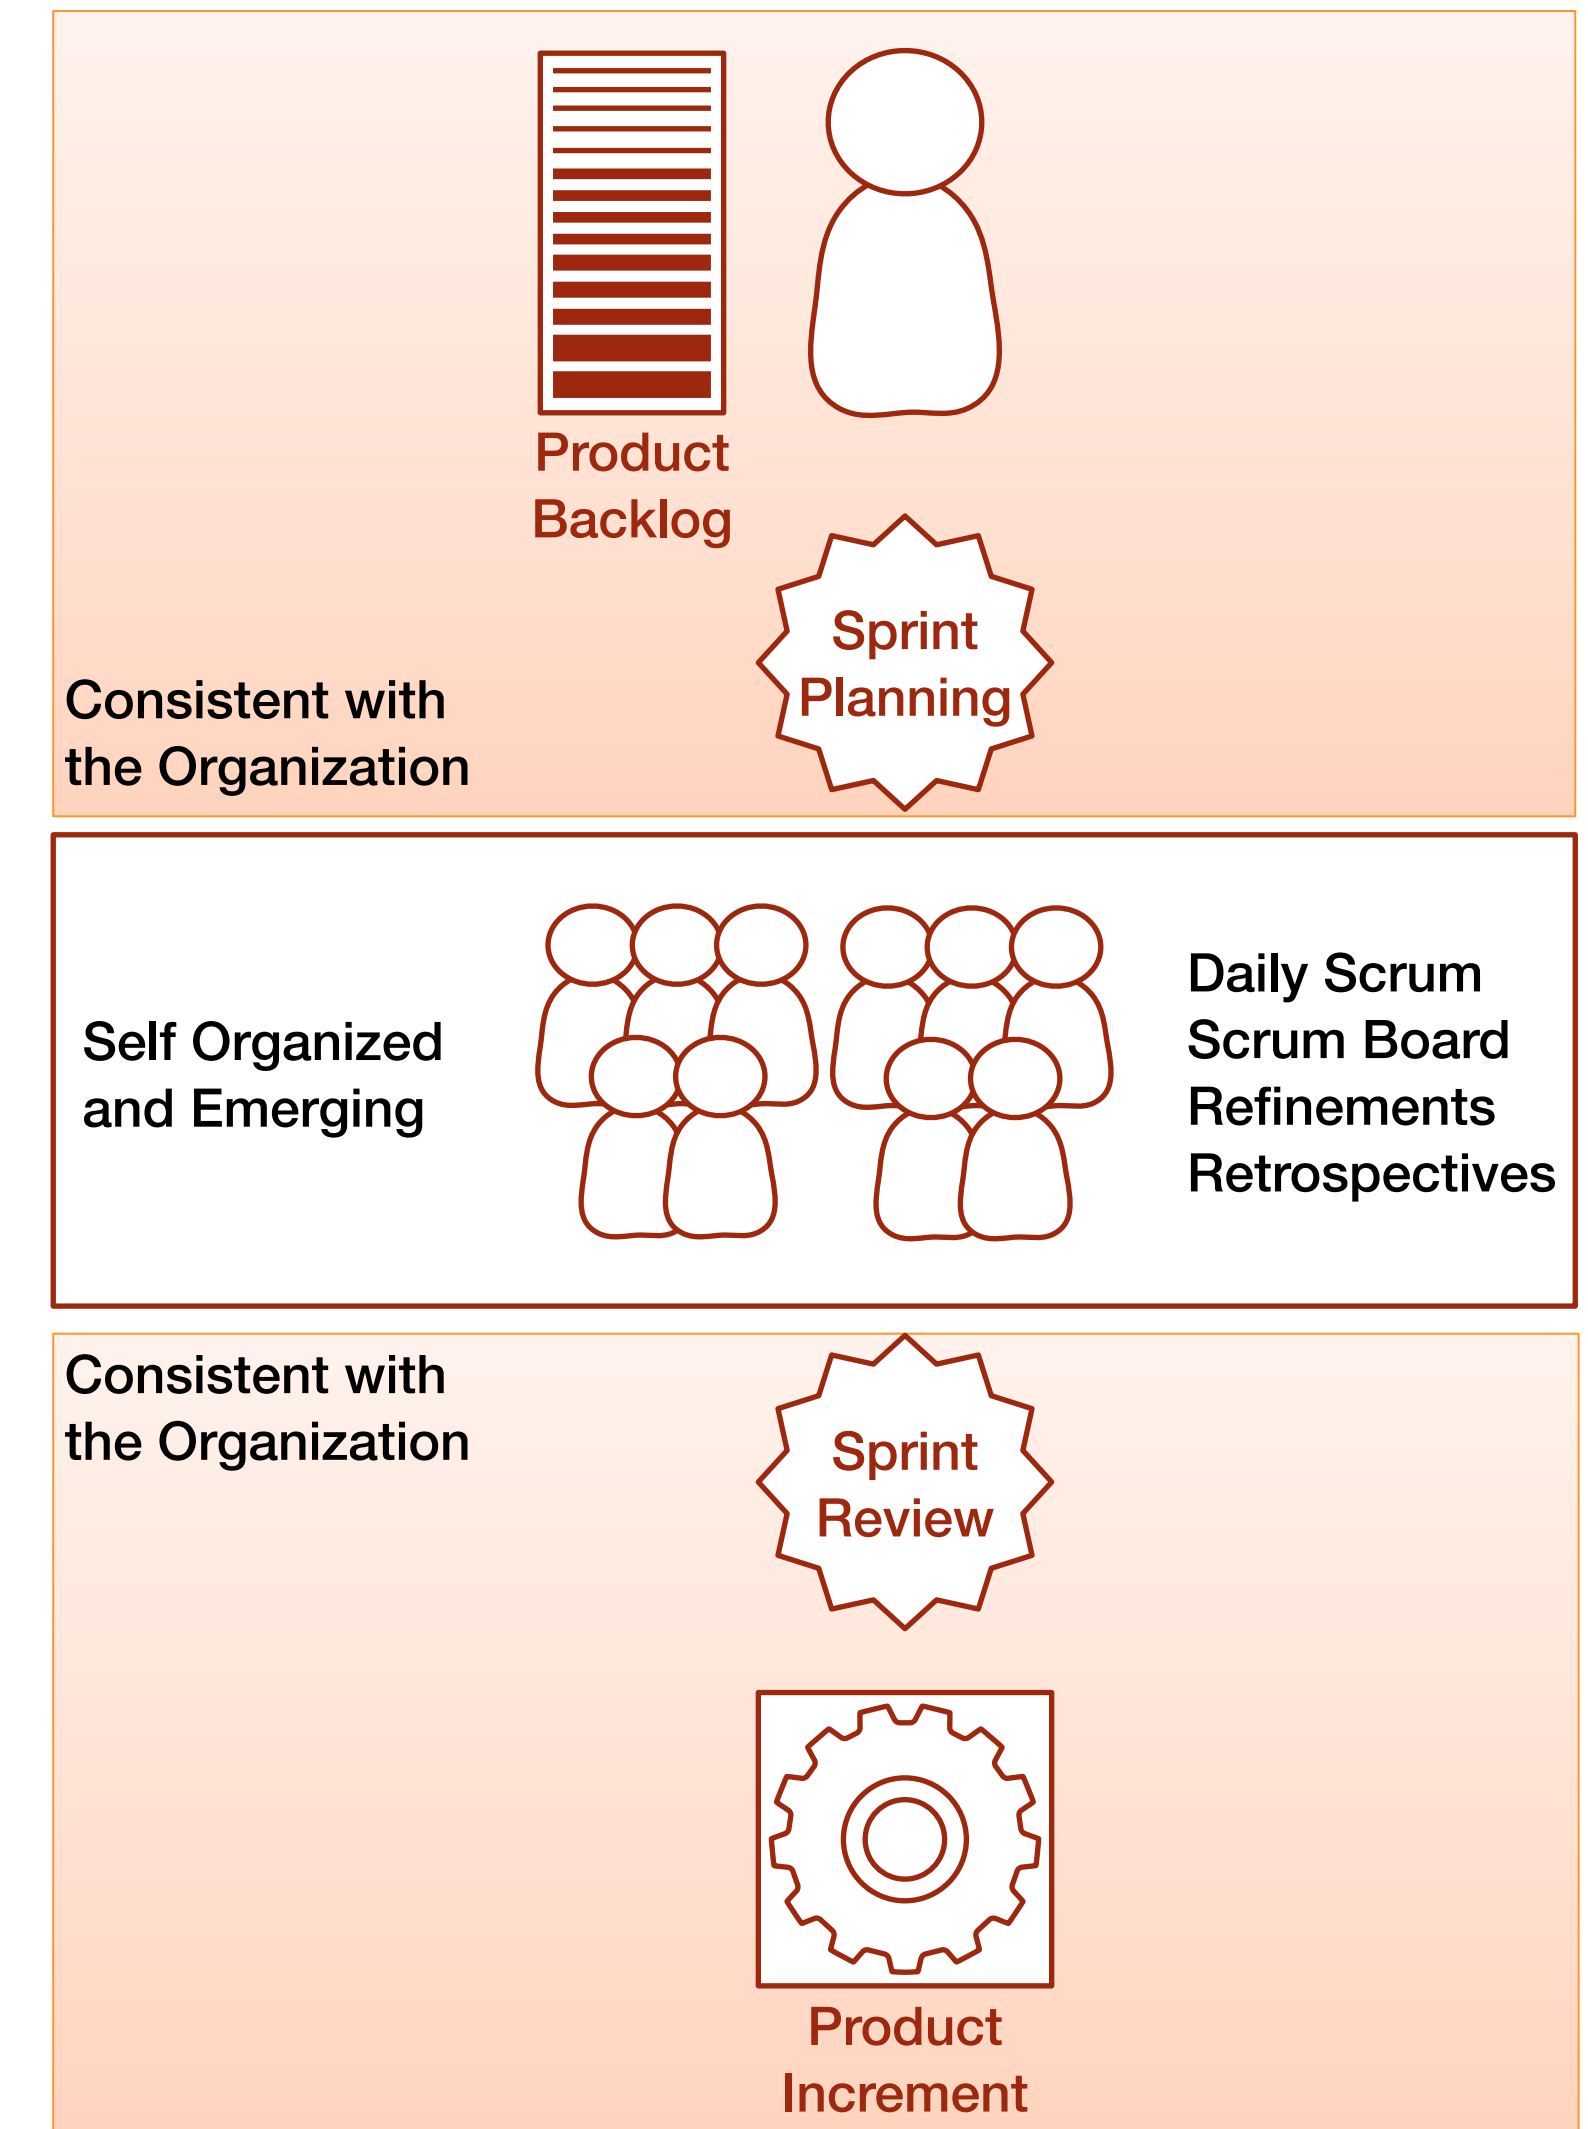 Product
Backlog
Sprint
Planning
Consistent with
the Organization
Self Organized
and Emerging
Daily Scrum
Scrum Board
Refinements
Retrospectives
Consistent with
the Organization
Sprint
Review
Product
Increment